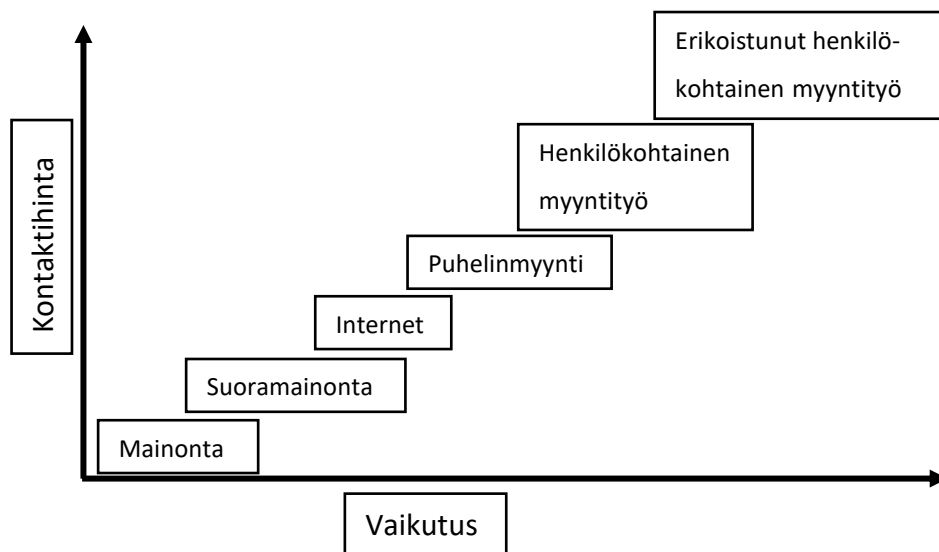 Erikoistunut henkilö-
kohtainen myyntityö
Henkilökohtainen
myyntityö
Kontaktihinta
Puhelinmyynti
Internet
Suoramainonta
Mainonta
Vaikutus